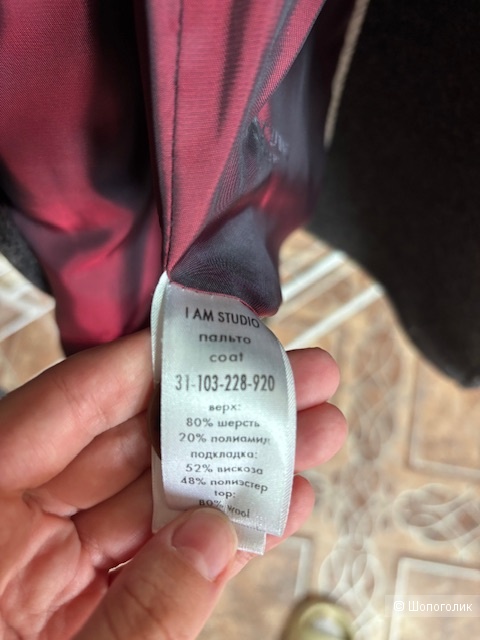 I AM STUDIO
пальто
coat
31-103-228-920
верх:
80% шерсть
20% полиамид
подкладка:
52% вискоза
48% полиэстер
top:
80% wool
© Шопоголик